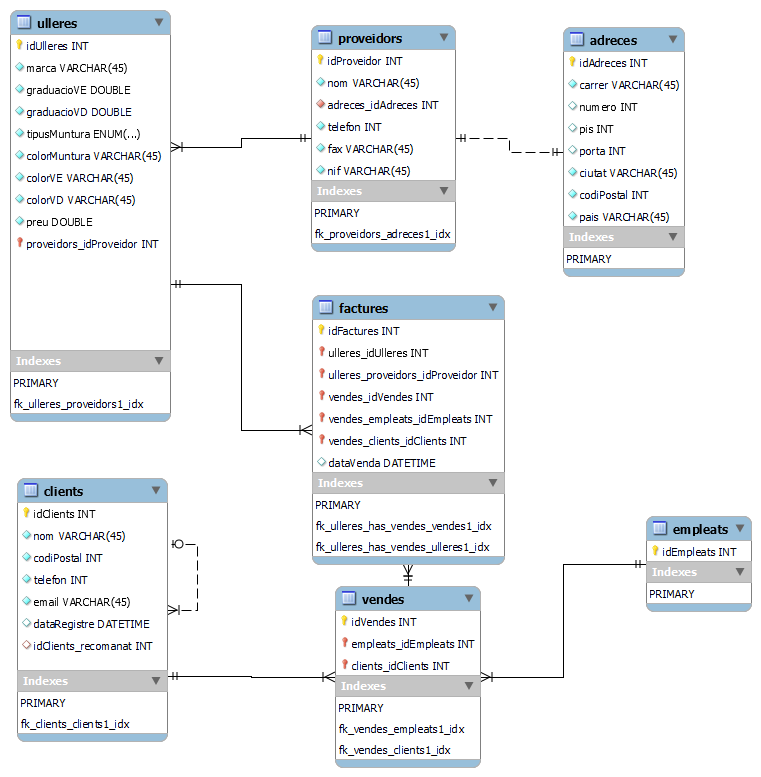 ulleres
idUlleres INT
marca VARCHAR(45)
graduacioVE DOUBLE
graduacioVD DOUBLE
tipusMuntura ENUM(...)
colorMuntura VARCHAR(45)
colorVE VARCHAR(45)
colorVD VARCHAR(45)
preu DOUBLE
proveidors_idProveidor INT
Indexes
PRIMARY
fk_ulleres_proveidors1_idx
proveidors
idProveidor INT
nom VARCHAR(45)
adreces_idAdreces INT
telefon INT
fax VARCHAR(45)
nif VARCHAR(45)
Indexes
PRIMARY
fk_proveidors_adreces1_idx
adreces
idAdreces INT
carrer VARCHAR(45)
numero INT
pis INT
porta INT
ciutat VARCHAR(45)
codiPostal INT
pais VARCHAR(45)
Indexes
PRIMARY
factures
idFactures INT
ulleres_idUlleres INT
ulleres_proveidors_idProveidor INT
vendes_idVendes INT
vendes_empleats_idEmpleats INT
vendes_clients_idClients INT
dataVenda DATETIME
Indexes
PRIMARY
fk_ulleres_has_vendes_vendes1_idx
fk_ulleres_has_vendes_ulleres1_idx
clients
idClients INT
nom VARCHAR(45)
codiPostal INT
telefon INT
email VARCHAR(45)
dataRegistre DATETIME
idClients_recomanat INT
Indexes
PRIMARY
fk_clients_clients1_idx
vendes
idVendes INT
empleats_idEmpleats INT
clients_idClients INT
Indexes
PRIMARY
fk_vendes_empleats1_idx
fk_vendes_clients1_idx
empleats
idEmpleats INT
Indexes
PRIMARY